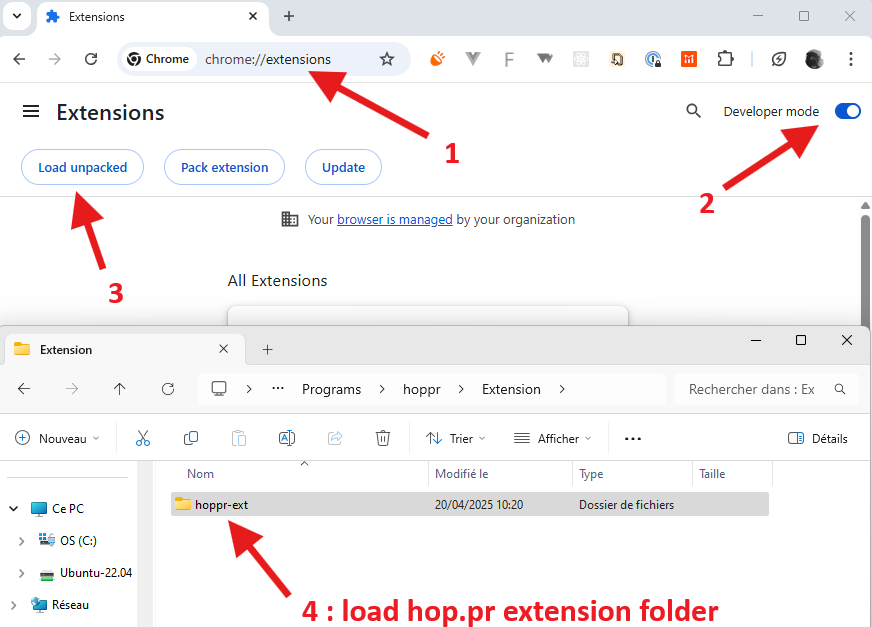 Extensions
Chrome chrome://extensions
Extensions
Developer mode
1
Load unpacked Pack extension Update
2
Your browser is managed by your organization
3
All Extensions
Extension
Programs hoppr Extension Rechercher dans : Ex
Nouveau Trier Afficher Détails
Nom Modifié le Type Taille
hoppr-ext 20/04/2025 10:20 Dossier de fichiers
Ce PC
OS (C:)
Ubuntu-22.04
Réseau
4 : load hop.pr extension folder